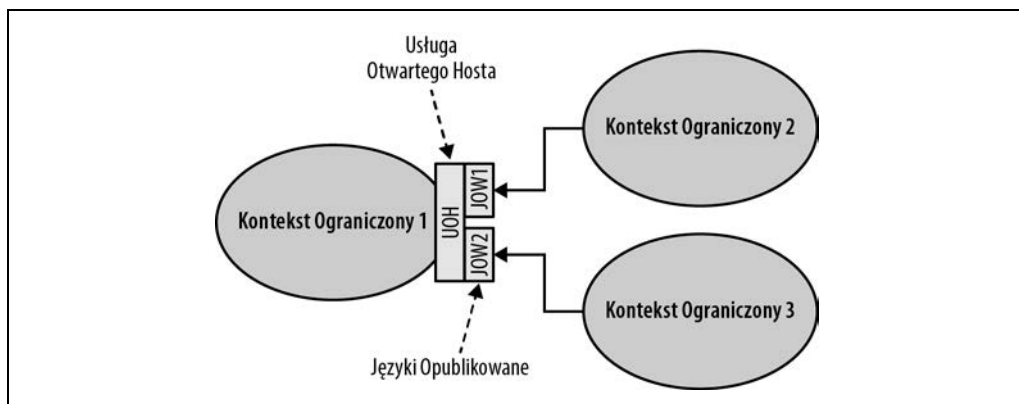 Usługa
Otwartego Hosta
Kontekst Ograniczony 2
Kontekst Ograniczony 1
UOH
JOW1
JOW2
Kontekst Ograniczony 3
Języki Opublikowane